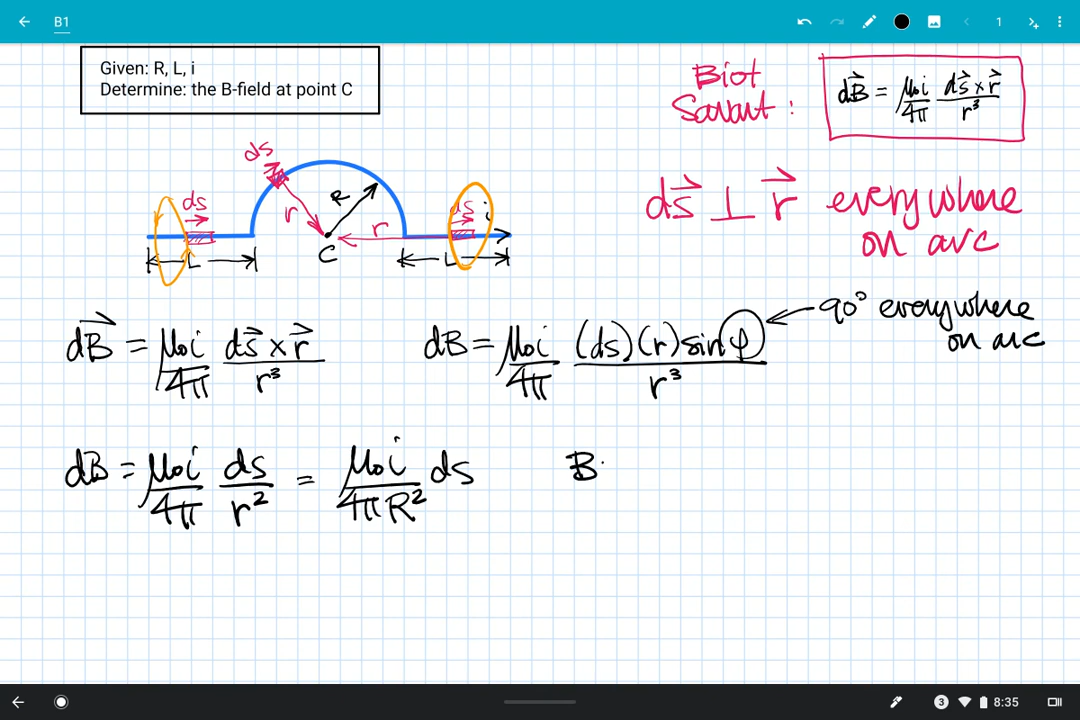 B1
1
Given: R, L, i
Determine: the B-field at point C
Biot
Savart:
dB⃗ = μ₀i/4π ds⃗ × r⃗/r³
ds⃗ ⊥ r⃗ everywhere
on arc
ds
ds
R
r
ds
i
r
C
L
L
dB⃗ = μ₀i/4π ds⃗ × r⃗/r³
dB = μ₀i/4π (ds)(r) sin φ/r³
90° everywhere
on arc
dB = μ₀i/4π ds/r² = μ₀i/4πR² ds
B
3
8:35